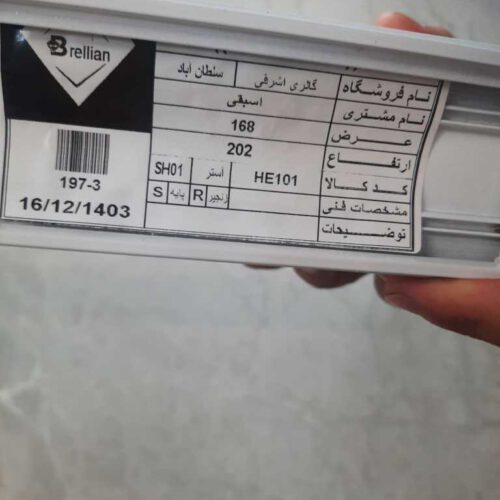 Brellian
197-3
16/12/1403
نام فروشگاه گالری اشرفی سلطان آباد
نام مشتری اسبقی
عرض 168
ارتفاع 202
کد کالا HE101 آستر SH01
مشخصات فنی زنجیر R پایه S
توضیحات